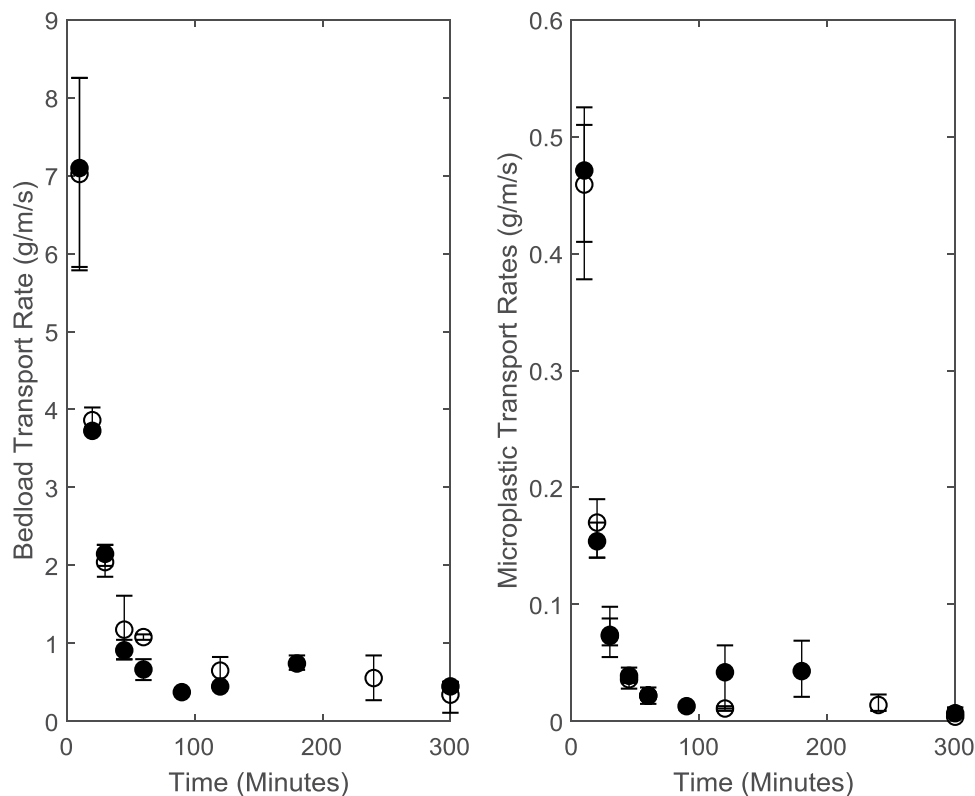 Bedload Transport Rate (g/m/s)
9
8
7
6
5
4
3
2
1
0
0 100 200 300
Time (Minutes)
Microplastic Transport Rates (g/m/s)
0.6
0.5
0.4
0.3
0.2
0.1
0
0 100 200 300
Time (Minutes)